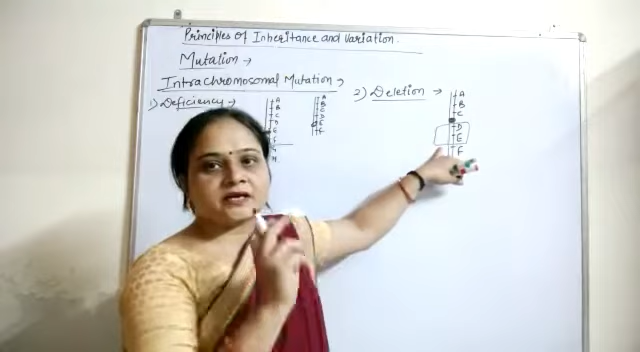 Principles of Inheritance and Variation.
Mutation →
Intrachromosomal Mutation →
1) Deficiency →
A
B
C
D
G
H.
A
B
C
D
E
F
2) Deletion →
A
B
C
D
E
F